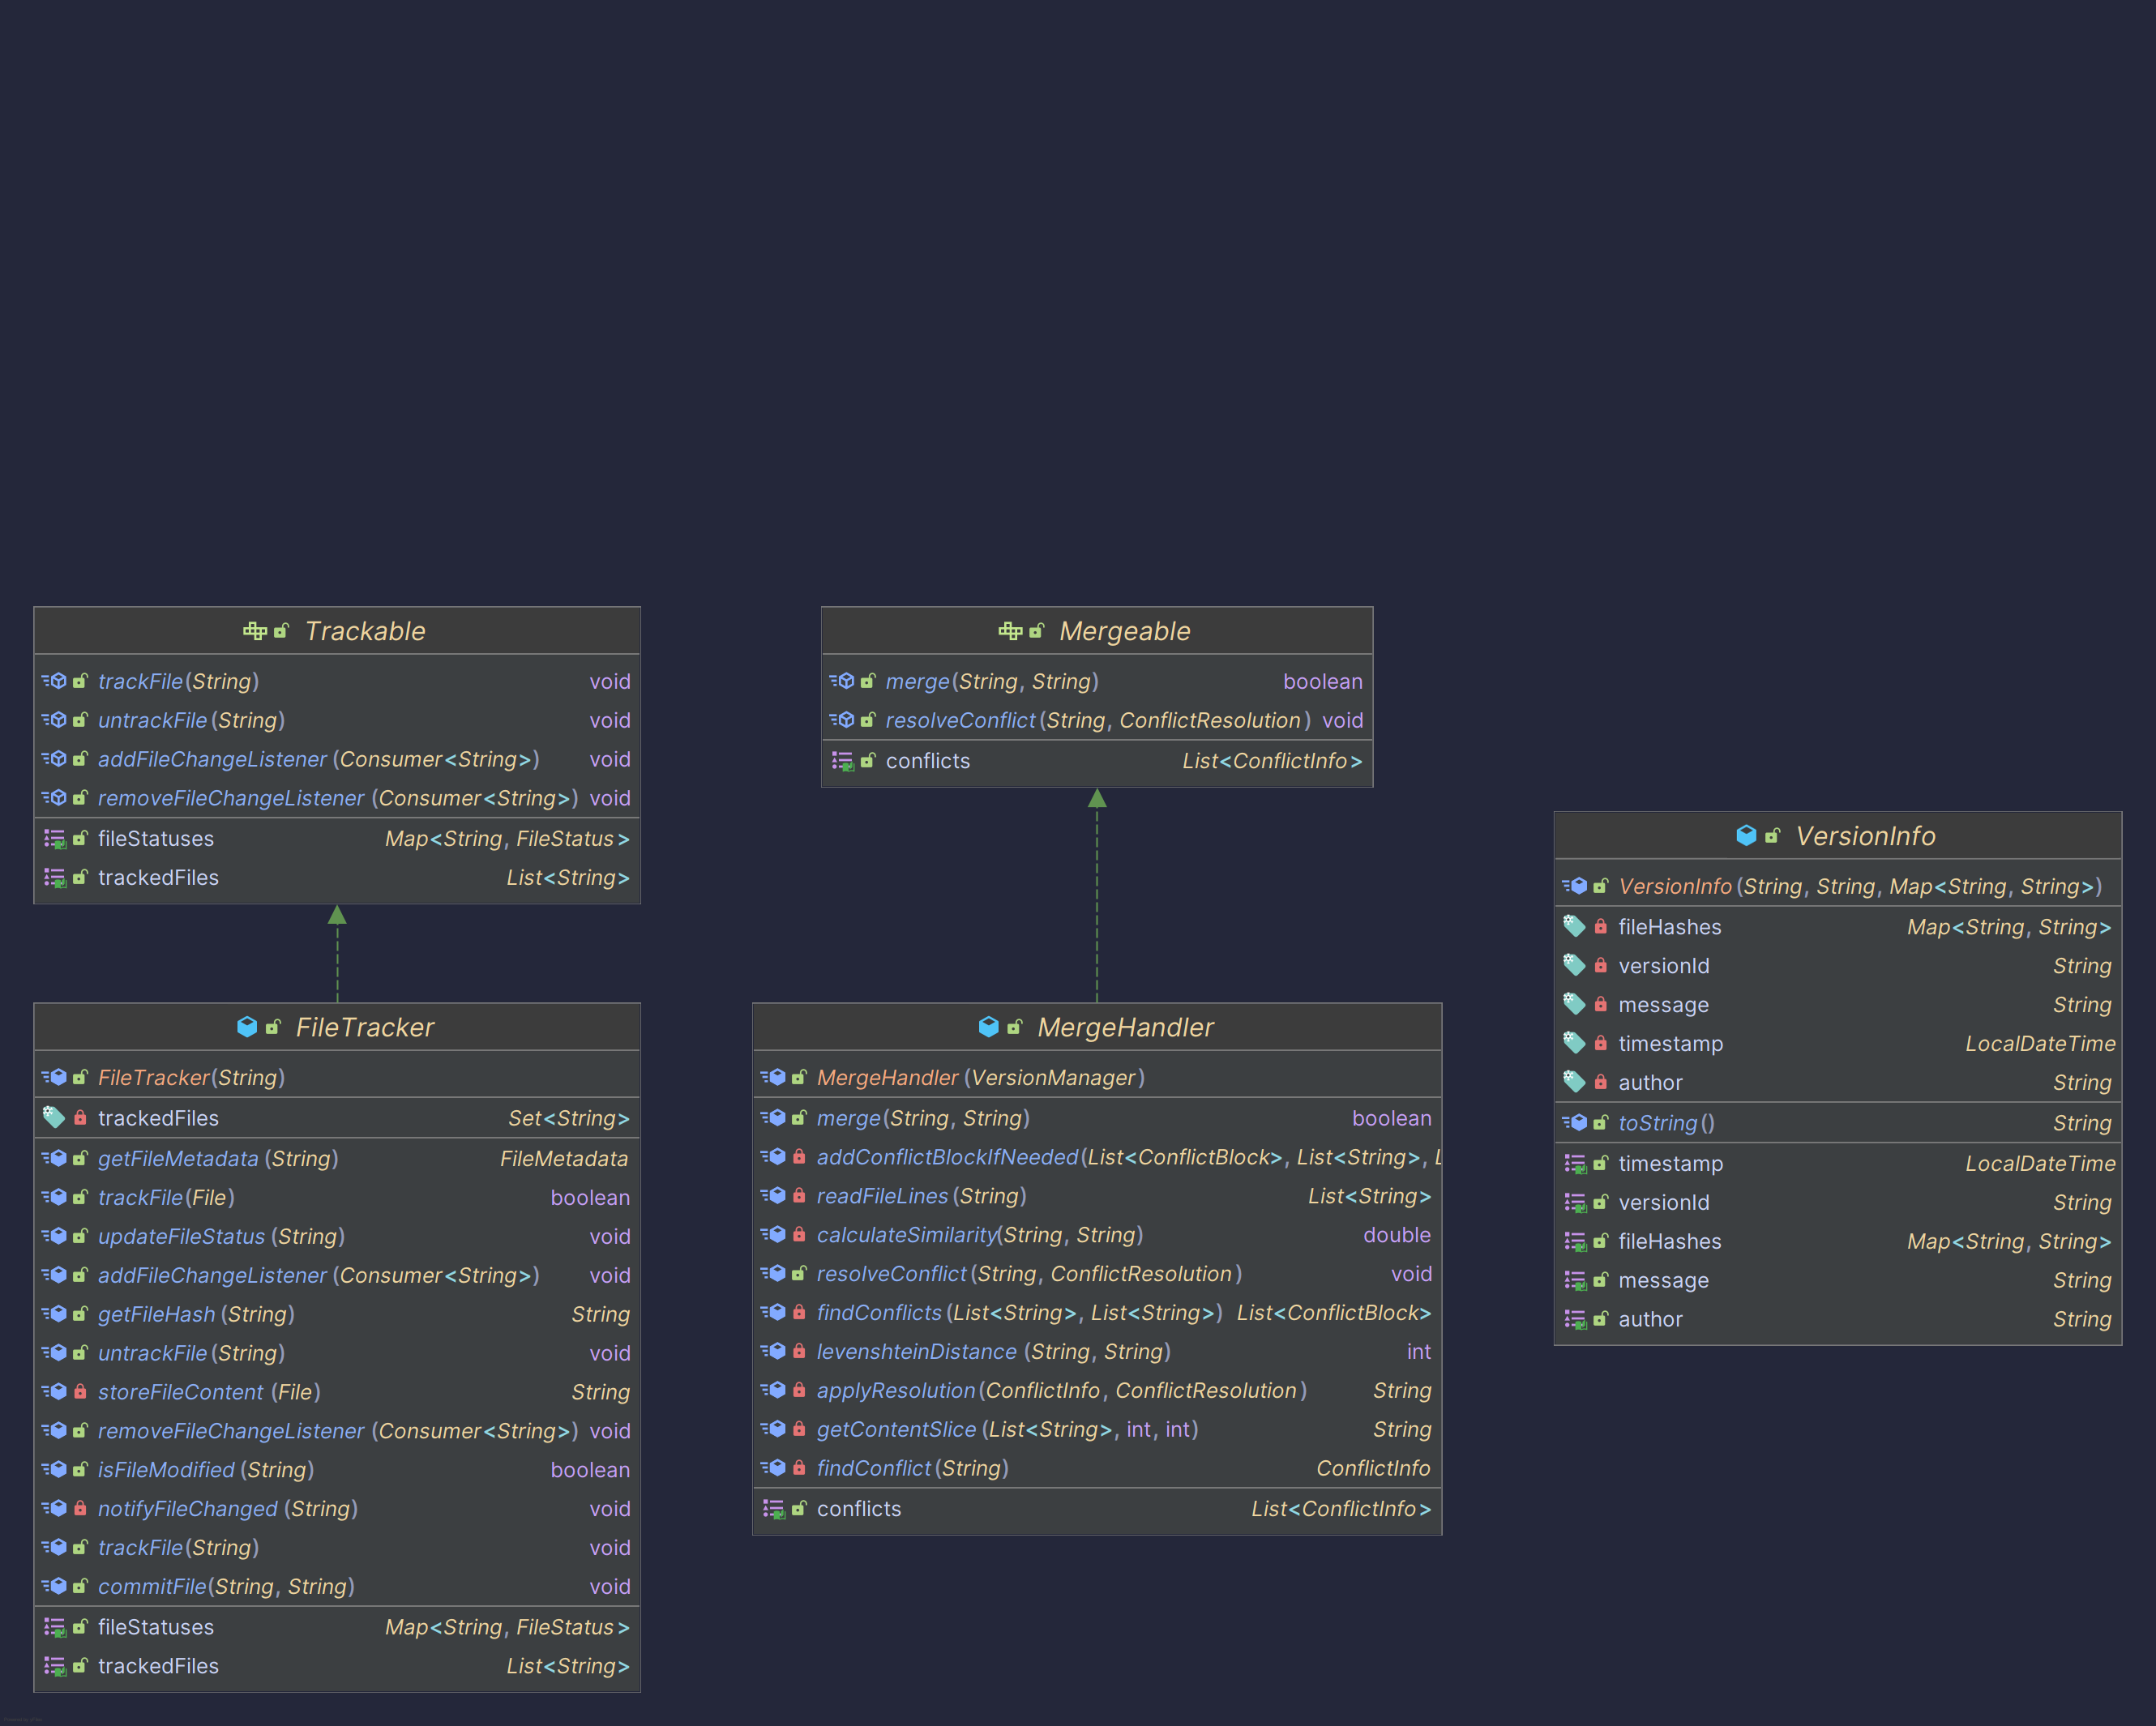 Trackable
trackFile(String) void
untrackFile(String) void
addFileChangeListener(Consumer<String>) void
removeFileChangeListener(Consumer<String>) void
fileStatuses Map<String, FileStatus>
trackedFiles List<String>
FileTracker
FileTracker(String)
trackedFiles Set<String>
getFileMetadata(String) FileMetadata
trackFile(File) boolean
updateFileStatus(String) void
addFileChangeListener(Consumer<String>) void
getFileHash(String) String
untrackFile(String) void
storeFileContent(File) String
removeFileChangeListener(Consumer<String>) void
isFileModified(String) boolean
notifyFileChanged(String) void
trackFile(String) void
commitFile(String, String) void
fileStatuses Map<String, FileStatus>
trackedFiles List<String>
Mergeable
merge(String, String) boolean
resolveConflict(String, ConflictResolution) void
conflicts List<ConflictInfo>
MergeHandler
MergeHandler(VersionManager)
merge(String, String) boolean
addConflictBlockIfNeeded(List<ConflictBlock>, List<String>, L
readFileLines(String) List<String>
calculateSimilarity(String, String) double
resolveConflict(String, ConflictResolution) void
findConflicts(List<String>, List<String>) List<ConflictBlock>
levenshteinDistance(String, String) int
applyResolution(ConflictInfo, ConflictResolution) String
getContentSlice(List<String>, int, int) String
findConflict(String) ConflictInfo
conflicts List<ConflictInfo>
VersionInfo
VersionInfo(String, String, Map<String, String>)
fileHashes Map<String, String>
versionId String
message String
timestamp LocalDateTime
author String
toString() String
timestamp LocalDateTime
versionId String
fileHashes Map<String, String>
message String
author String